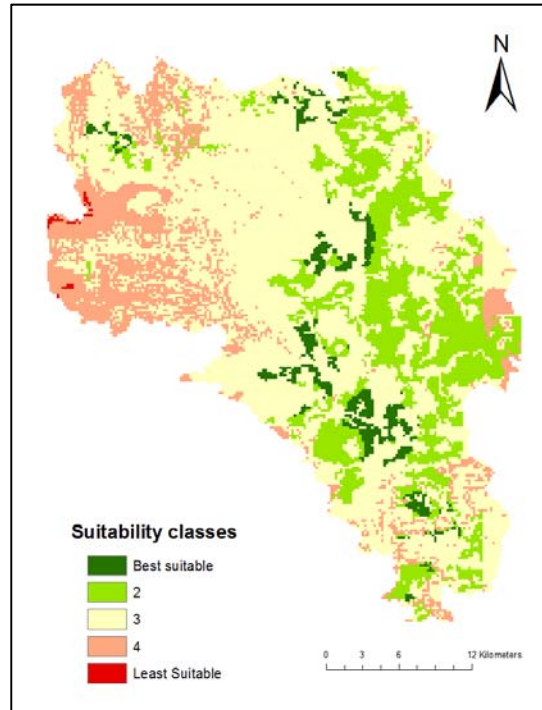 N
Suitability classes
Best suitable
2
3
4
Least Suitable
0 3 6 12 Kilometers